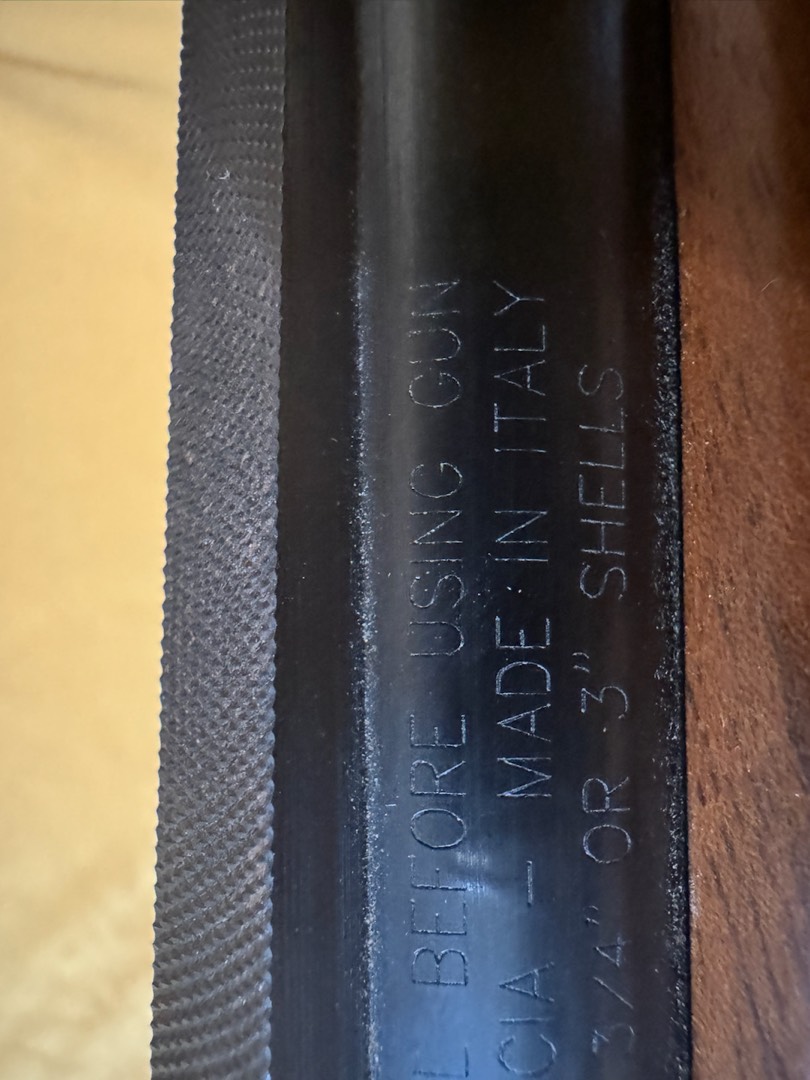 L BEFORE USING GUN
CIA - MADE IN ITALY
3/4" OR 3" SHELLS